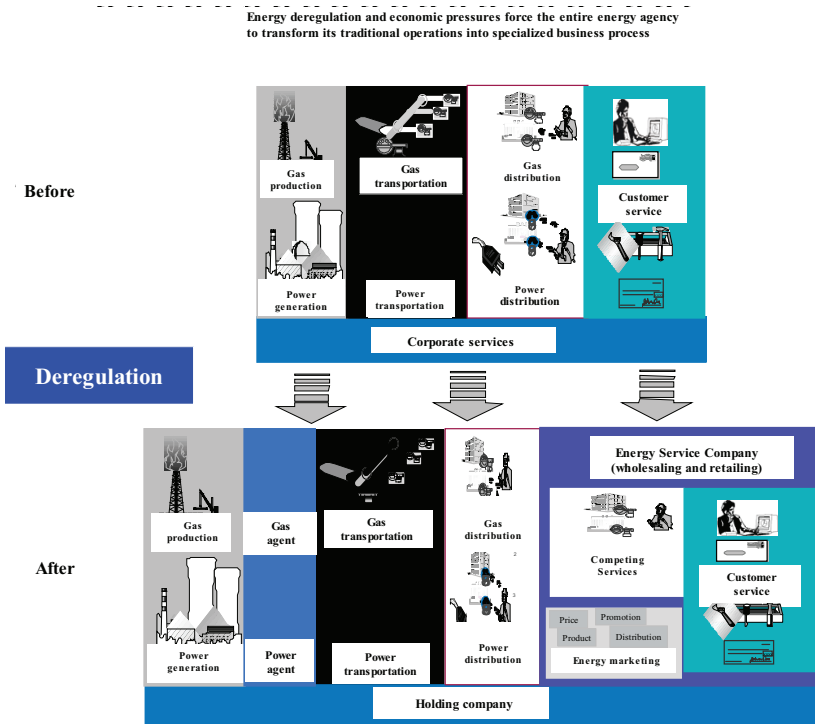 Energy deregulation and economic pressures force the entire energy agency
to transform its traditional operations into specialized business process
Before
Gas
production
Gas
transportation
Gas
distribution
Customer
service
Power
generation
Power
transportation
Power
distribution
Corporate services
Deregulation
After
Gas
production
Gas
agent
Gas
transportation
Gas
distribution
Energy Service Company
(wholesaling and retailing)
Competing
Services
Customer
service
Price
Promotion
Product
Distribution
Energy marketing
Power
generation
Power
agent
Power
transportation
Power
distribution
Holding company